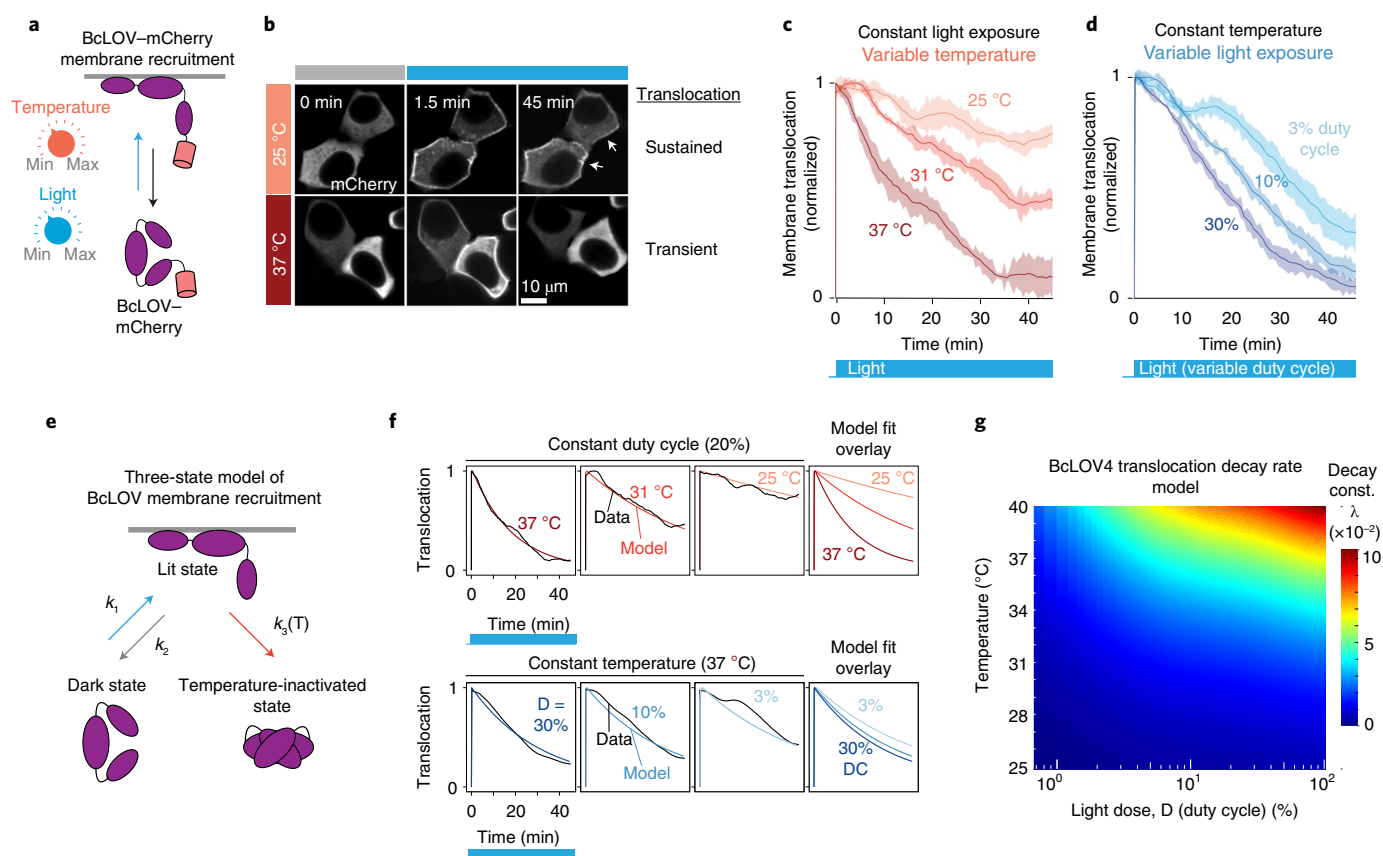 a
BcLOV–mCherry
membrane recruitment
Temperature
Min Max
Light
Min Max
BcLOV–
mCherry
b
0 min
1.5 min
45 min
Translocation
25 °C
mCherry
Sustained
37 °C
10 μm
Transient
c
Constant light exposure
Variable temperature
Membrane translocation
(normalized)
1
0
25 °C
31 °C
37 °C
0 10 20 30 40
Time (min)
Light
d
Constant temperature
Variable light exposure
Membrane translocation
(normalized)
1
0
3% duty
cycle
10%
30%
0 10 20 30 40
Time (min)
Light (variable duty cycle)
e
Three-state model of
BcLOV membrane recruitment
Lit state
k1
k2
k3(T)
Dark state
Temperature-inactivated
state
f
Constant duty cycle (20%)
Model fit
overlay
Translocation
1
0
37 °C
31 °C
Data
Model
25 °C
25 °C
37 °C
0 20 40
Time (min)
Constant temperature (37 °C)
Model fit
overlay
Translocation
1
0
D =
30%
10%
Data
Model
3%
3%
30%
DC
0 20 40
Time (min)
g
BcLOV4 translocation decay rate
model
Decay
const.
λ
(×10−2)
10
5
0
Temperature (°C)
40
37
34
31
28
25
10^0 10^1 10^2
Light dose, D (duty cycle) (%)